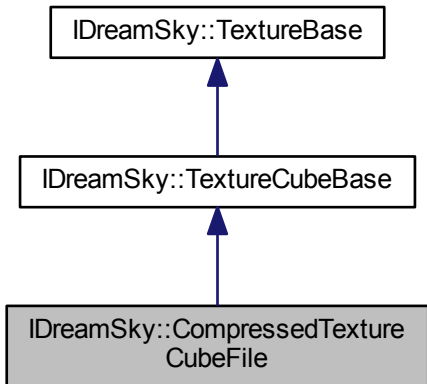 IDreamSky::TextureBase
IDreamSky::TextureCubeBase
IDreamSky::CompressedTexture
CubeFile